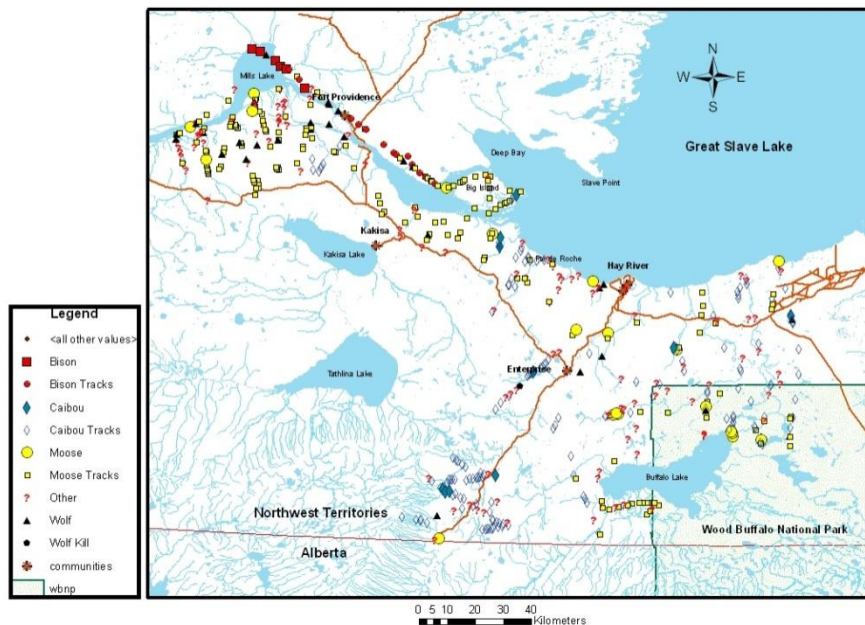 N
W E
S
Mills Lake
Fort Providence
Great Slave Lake
Deep Bay
Slave Point
Big Island
Kakisa
Kakisa Lake
Pointe Roche
Hay River
Enterprise
Tathlina Lake
Buffalo Lake
Northwest Territories
Wood Buffalo National Park
Alberta
Legend
<all other values>
Bison
Bison Tracks
Caibou
Caibou Tracks
Moose
Moose Tracks
? Other
Wolf
Wolf Kill
communities
wbnp
0 5 10 20 30 40
Kilometers